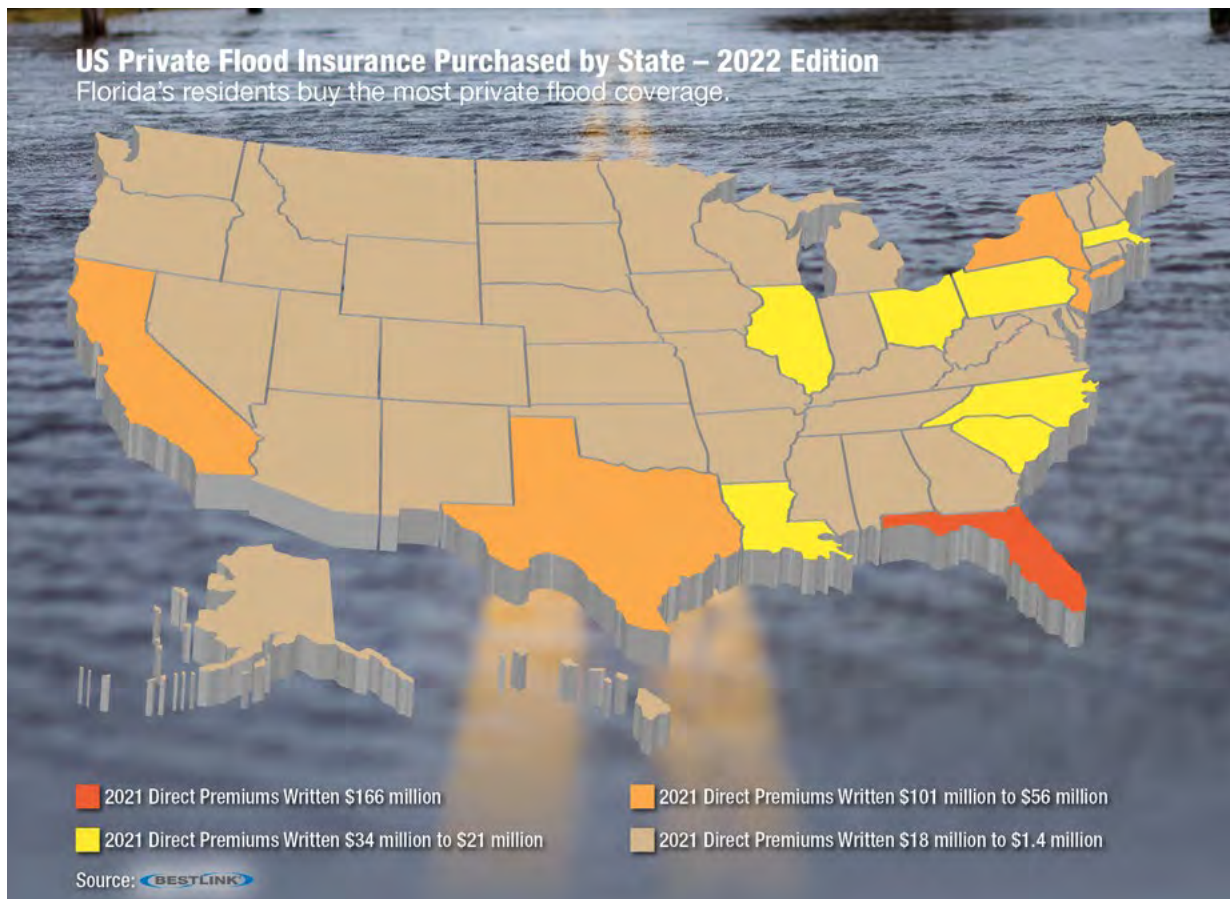 US Private Flood Insurance Purchased by State – 2022 Edition
Florida's residents buy the most private flood coverage.
2021 Direct Premiums Written $166 million
2021 Direct Premiums Written $101 million to $56 million
2021 Direct Premiums Written $34 million to $21 million
2021 Direct Premiums Written $18 million to $1.4 million
Source: BESTLINK®